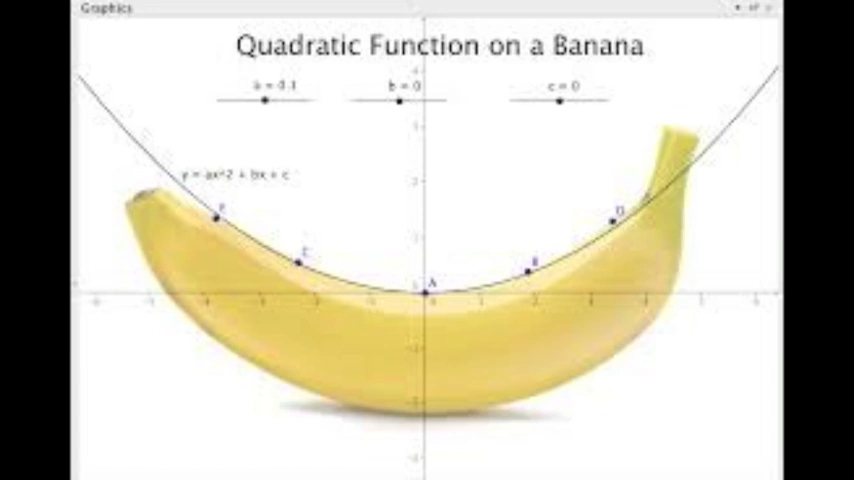 Graphics
Quadratic Function on a Banana
a = 0.1
b = 0
c = 0
y = ax^2 + bx + c
E
C
A
B
D